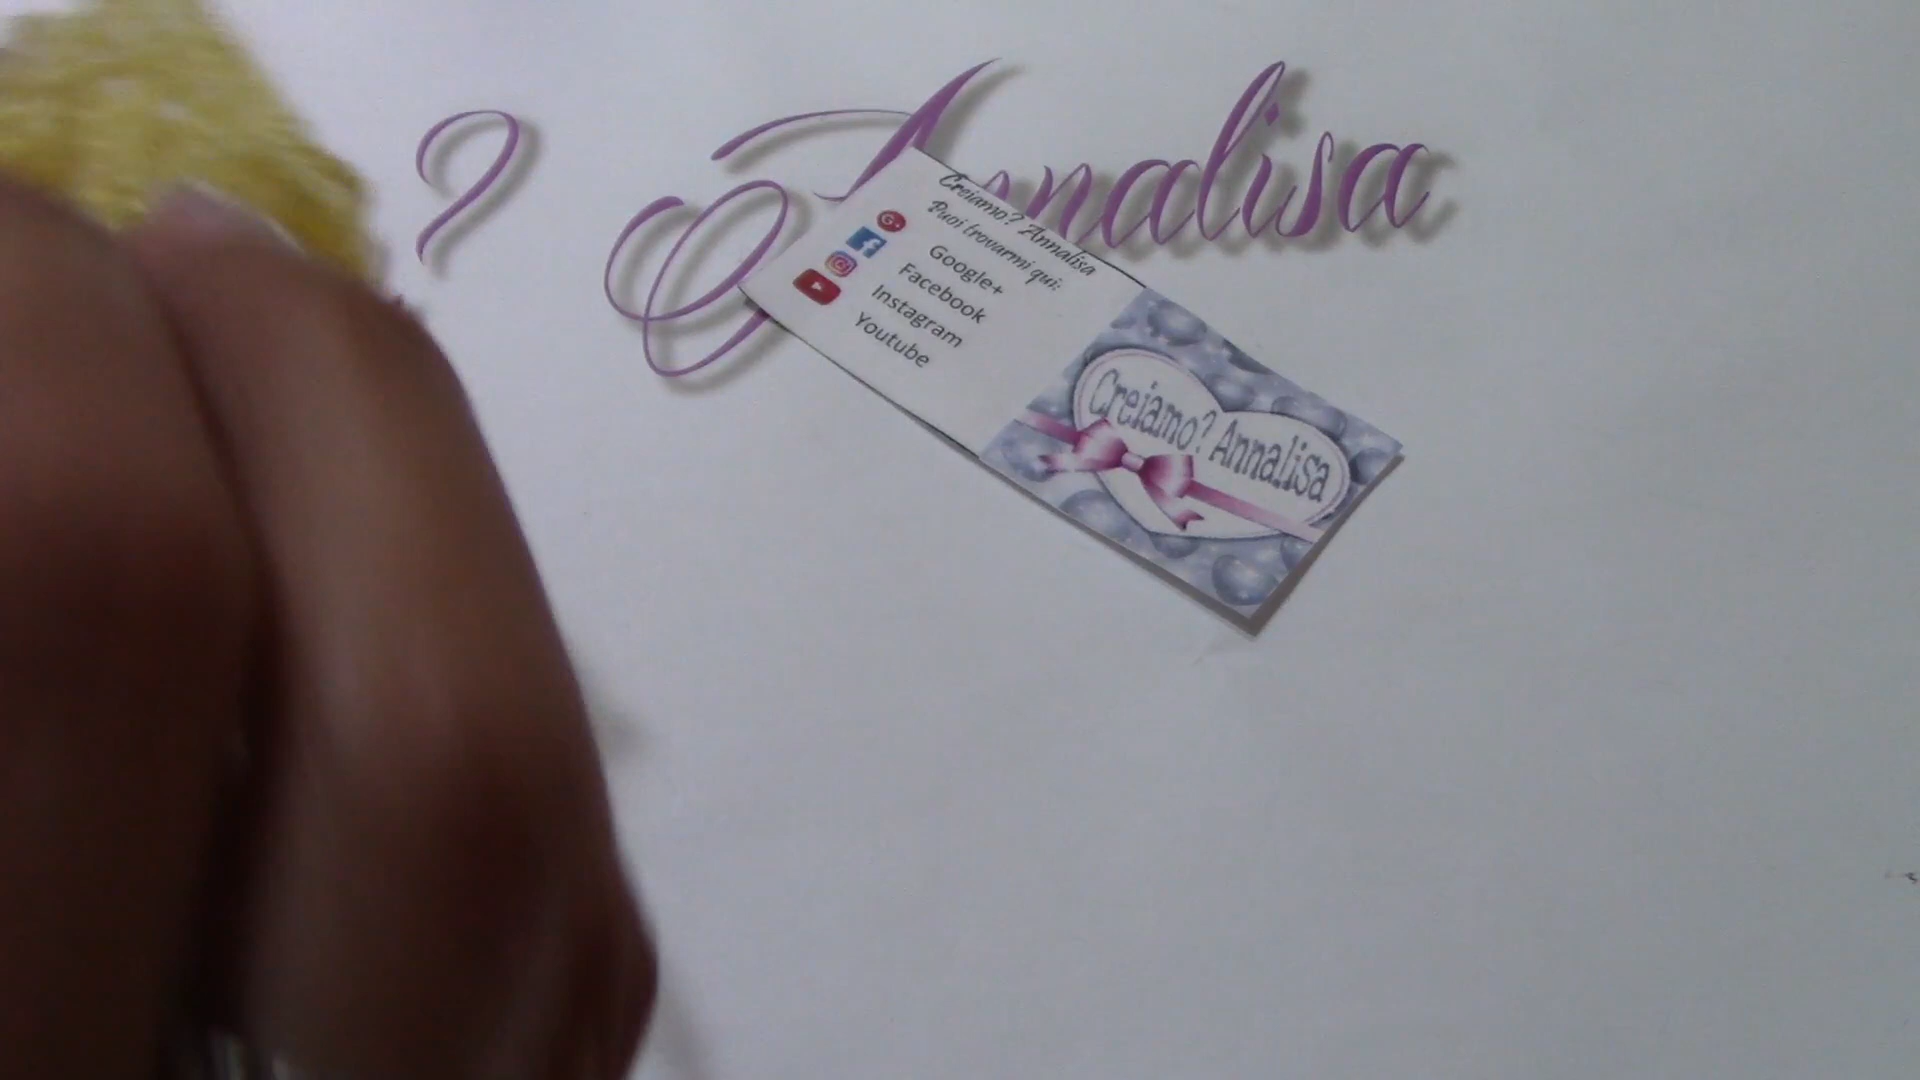 ? Annalisa
Creiamo? Annalisa
Puoi trovarmi qui:
Google+
Facebook
Instagram
Youtube
Creiamo? Annalisa